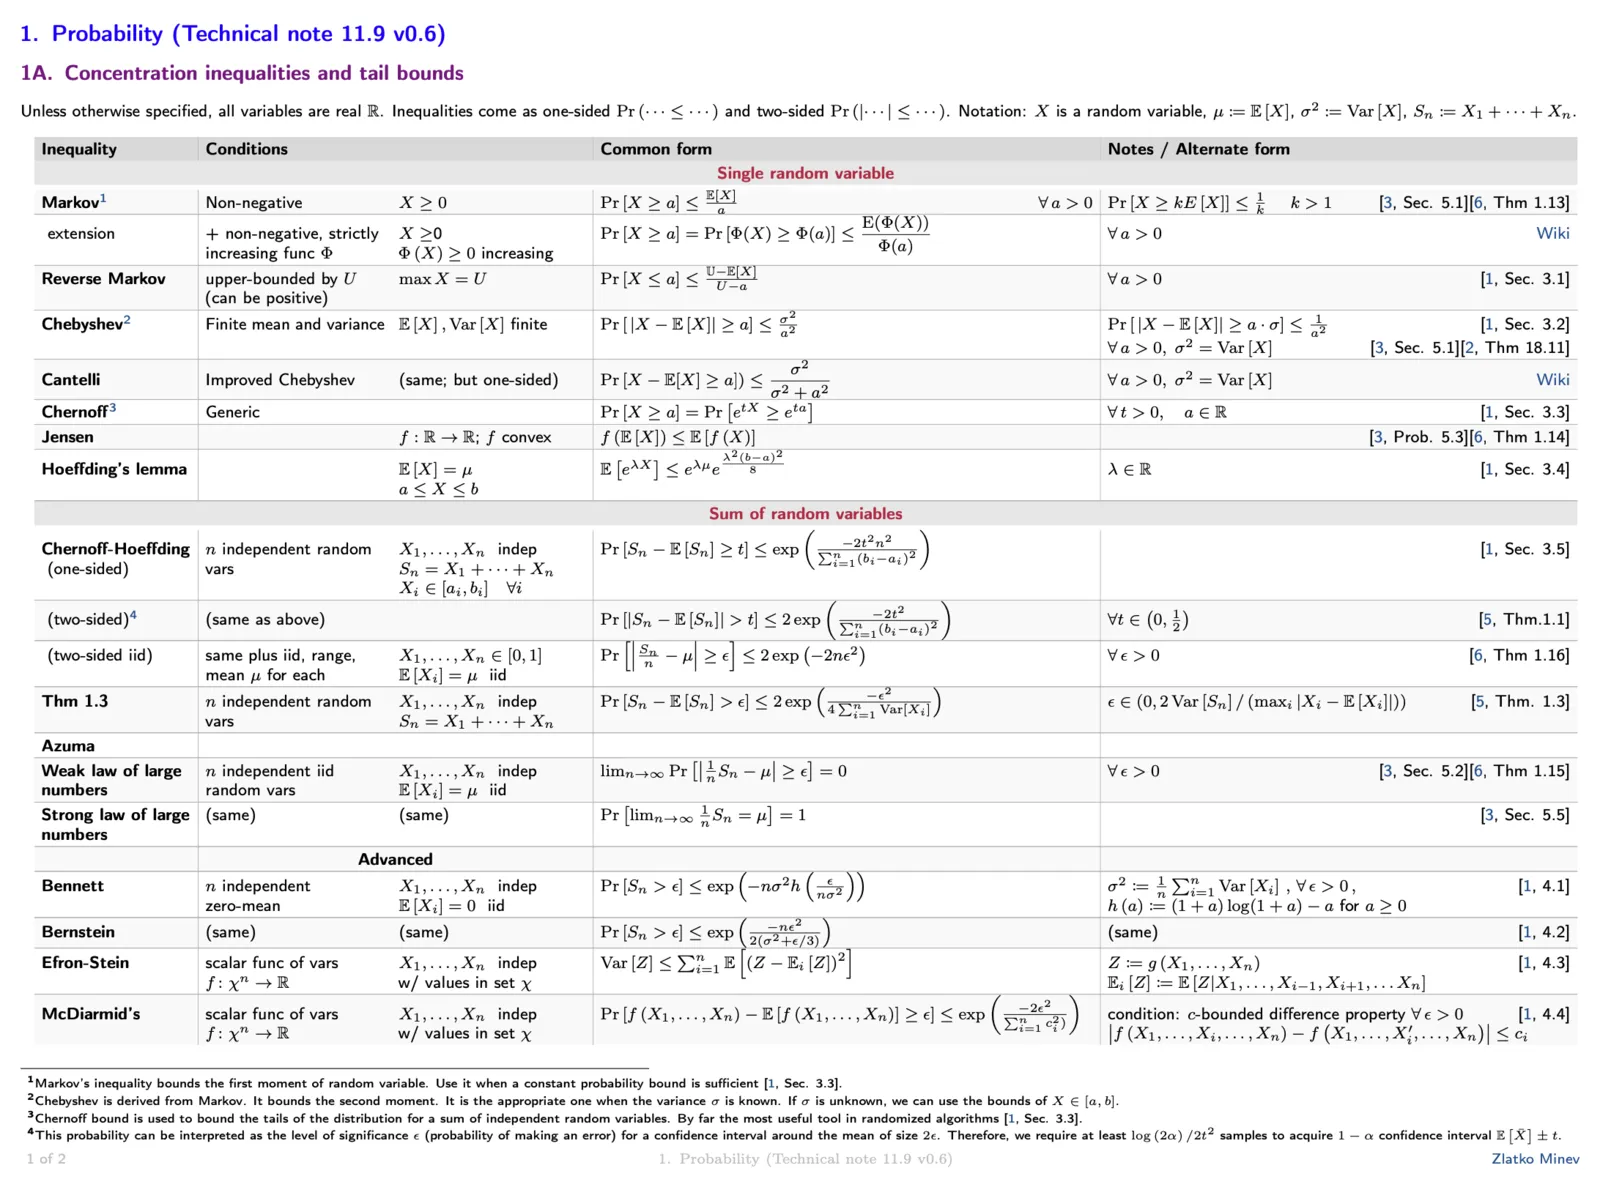 1. Probability (Technical note 11.9 v0.6)
1A. Concentration inequalities and tail bounds
Unless otherwise specified, all variables are real ℝ. Inequalities come as one-sided Pr (··· ≤ ···) and two-sided Pr (|···| ≤ ···). Notation: X is a random variable, μ := 𝔼 [X], σ² := Var [X], Sₙ := X₁ + ··· + Xₙ.
Inequality Conditions Common form Notes / Alternate form
Single random variable
Markov¹ Non-negative X ≥ 0 Pr [X ≥ a] ≤ 𝔼[X]/a ∀ a > 0 Pr [X ≥ kE [X]] ≤ 1/k k > 1 [3, Sec. 5.1][6, Thm 1.13]
extension + non-negative, strictly X ≥0 Pr [X ≥ a] = Pr [Φ(X) ≥ Φ(a)] ≤ E(Φ(X))/Φ(a) ∀ a > 0 Wiki
increasing func Φ Φ (X) ≥ 0 increasing
Reverse Markov upper-bounded by U max X = U Pr [X ≤ a] ≤ (𝕌−𝔼[X])/(U−a) ∀ a > 0 [1, Sec. 3.1]
(can be positive)
Chebyshev² Finite mean and variance 𝔼 [X] , Var [X] finite Pr [ |X − 𝔼 [X]| ≥ a] ≤ σ²/a² Pr [ |X − 𝔼 [X]| ≥ a · σ] ≤ 1/a² [1, Sec. 3.2]
∀ a > 0, σ² = Var [X] [3, Sec. 5.1][2, Thm 18.11]
Cantelli Improved Chebyshev (same; but one-sided) Pr [X − 𝔼[X] ≥ a]) ≤ σ²/(σ² + a²) ∀ a > 0, σ² = Var [X] Wiki
Chernoff³ Generic Pr [X ≥ a] = Pr [e^{tX} ≥ e^{ta}] ∀ t > 0, a ∈ ℝ [1, Sec. 3.3]
Jensen f : ℝ → ℝ; f convex f (𝔼 [X]) ≤ 𝔼 [f (X)] [3, Prob. 5.3][6, Thm 1.14]
Hoeffding's lemma 𝔼 [X] = μ 𝔼 [e^{λX}] ≤ e^{λμ}e^{λ²(b−a)²/8} λ ∈ ℝ [1, Sec. 3.4]
a ≤ X ≤ b
Sum of random variables
Chernoff-Hoeffding n independent random X₁, . . . , Xₙ indep Pr [Sₙ − 𝔼 [Sₙ] ≥ t] ≤ exp (−2t²n²/∑ᵢ₌₁ⁿ(bᵢ−aᵢ)²) [1, Sec. 3.5]
(one-sided) vars Sₙ = X₁ + ··· + Xₙ
Xᵢ ∈ [aᵢ, bᵢ] ∀i
(two-sided)⁴ (same as above) Pr [|Sₙ − 𝔼 [Sₙ]| > t] ≤ 2 exp (−2t²/∑ᵢ₌₁ⁿ(bᵢ−aᵢ)²) ∀t ∈ (0, 1/2) [5, Thm.1.1]
(two-sided iid) same plus iid, range, X₁, . . . , Xₙ ∈ [0, 1] Pr [|Sₙ/n − μ| ≥ ϵ] ≤ 2 exp (−2nϵ²) ∀ ϵ > 0 [6, Thm 1.16]
mean μ for each 𝔼 [Xᵢ] = μ iid
Thm 1.3 n independent random X₁, . . . , Xₙ indep Pr [Sₙ − 𝔼 [Sₙ] > ϵ] ≤ 2 exp (−ϵ²/(4 ∑ᵢ₌₁ⁿ Var[Xᵢ])) ϵ ∈ (0, 2 Var [Sₙ] / (maxᵢ |Xᵢ − 𝔼 [Xᵢ]|)) [5, Thm. 1.3]
vars Sₙ = X₁ + ··· + Xₙ
Azuma
Weak law of large n independent iid X₁, . . . , Xₙ indep limₙ→∞ Pr [|1/n Sₙ − μ| ≥ ϵ] = 0 ∀ ϵ > 0 [3, Sec. 5.2][6, Thm 1.15]
numbers random vars 𝔼 [Xᵢ] = μ iid
Strong law of large (same) (same) Pr [limₙ→∞ 1/n Sₙ = μ] = 1 [3, Sec. 5.5]
numbers
Advanced
Bennett n independent X₁, . . . , Xₙ indep Pr [Sₙ > ϵ] ≤ exp (−nσ²h (ϵ/nσ²)) σ² := 1/n ∑ᵢ₌₁ⁿ Var [Xᵢ] , ∀ ϵ > 0 , [1, 4.1]
zero-mean 𝔼 [Xᵢ] = 0 iid h (a) := (1 + a) log(1 + a) − a for a ≥ 0
Bernstein (same) (same) Pr [Sₙ > ϵ] ≤ exp (−nϵ²/2(σ²+ϵ/3)) (same) [1, 4.2]
Efron-Stein scalar func of vars X₁, . . . , Xₙ indep Var [Z] ≤ ∑ᵢ₌₁ⁿ 𝔼 [(Z − 𝔼ᵢ [Z])²] Z := g (X₁, . . . , Xₙ) [1, 4.3]
f : χⁿ → ℝ w/ values in set χ 𝔼ᵢ [Z] := 𝔼 [Z|X₁, . . . , Xᵢ₋₁, Xᵢ₊₁, . . . Xₙ]
McDiarmid's scalar func of vars X₁, . . . , Xₙ indep Pr [f (X₁, . . . , Xₙ) − 𝔼 [f (X₁, . . . , Xₙ)] ≥ ϵ] ≤ exp (−2ϵ²/∑ᵢ₌₁ⁿ cᵢ²)) condition: c-bounded difference property ∀ ϵ > 0 [1, 4.4]
f : χⁿ → ℝ w/ values in set χ |f (X₁, . . . , Xᵢ, . . . , Xₙ) − f (X₁, . . . , Xᵢ′, . . . , Xₙ)| ≤ cᵢ
¹Markov's inequality bounds the first moment of random variable. Use it when a constant probability bound is sufficient [1, Sec. 3.3].
²Chebyshev is derived from Markov. It bounds the second moment. It is the appropriate one when the variance σ is known. If σ is unknown, we can use the bounds of X ∈ [a, b].
³Chernoff bound is used to bound the tails of the distribution for a sum of independent random variables. By far the most useful tool in randomized algorithms [1, Sec. 3.3].
⁴This probability can be interpreted as the level of significance ϵ (probability of making an error) for a confidence interval around the mean of size 2ϵ. Therefore, we require at least log (2α) /2t² samples to acquire 1 − α confidence interval 𝔼 [X̄] ± t.
1 of 2 1. Probability (Technical note 11.9 v0.6) Zlatko Minev